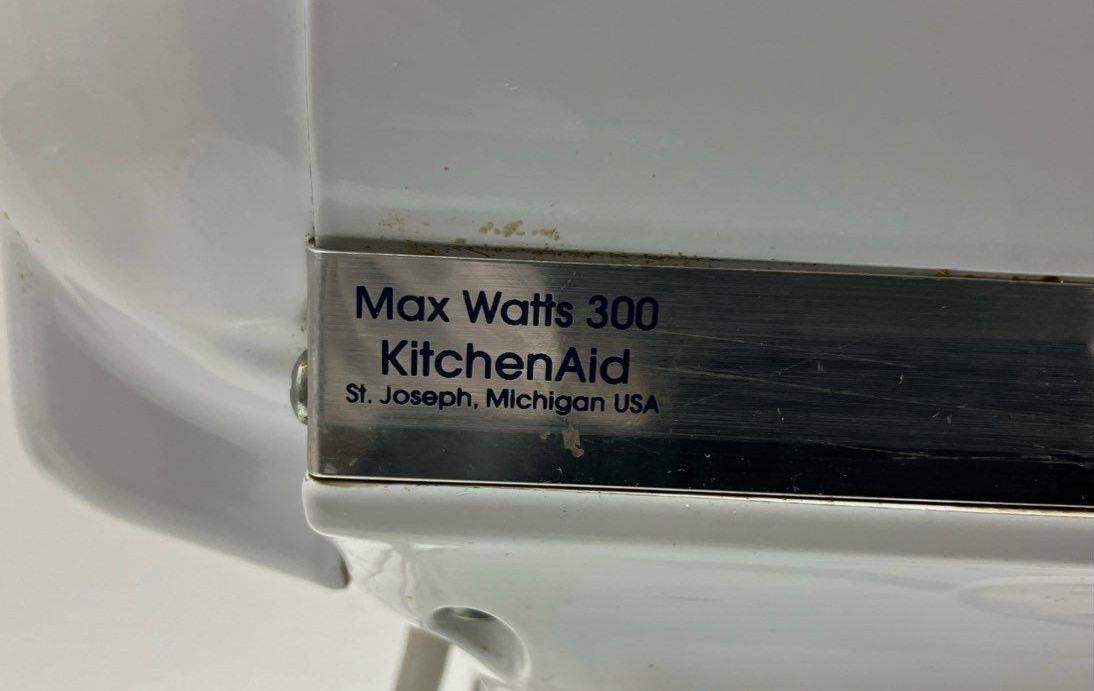 Max Watts 300
KitchenAid
St. Joseph, Michigan USA